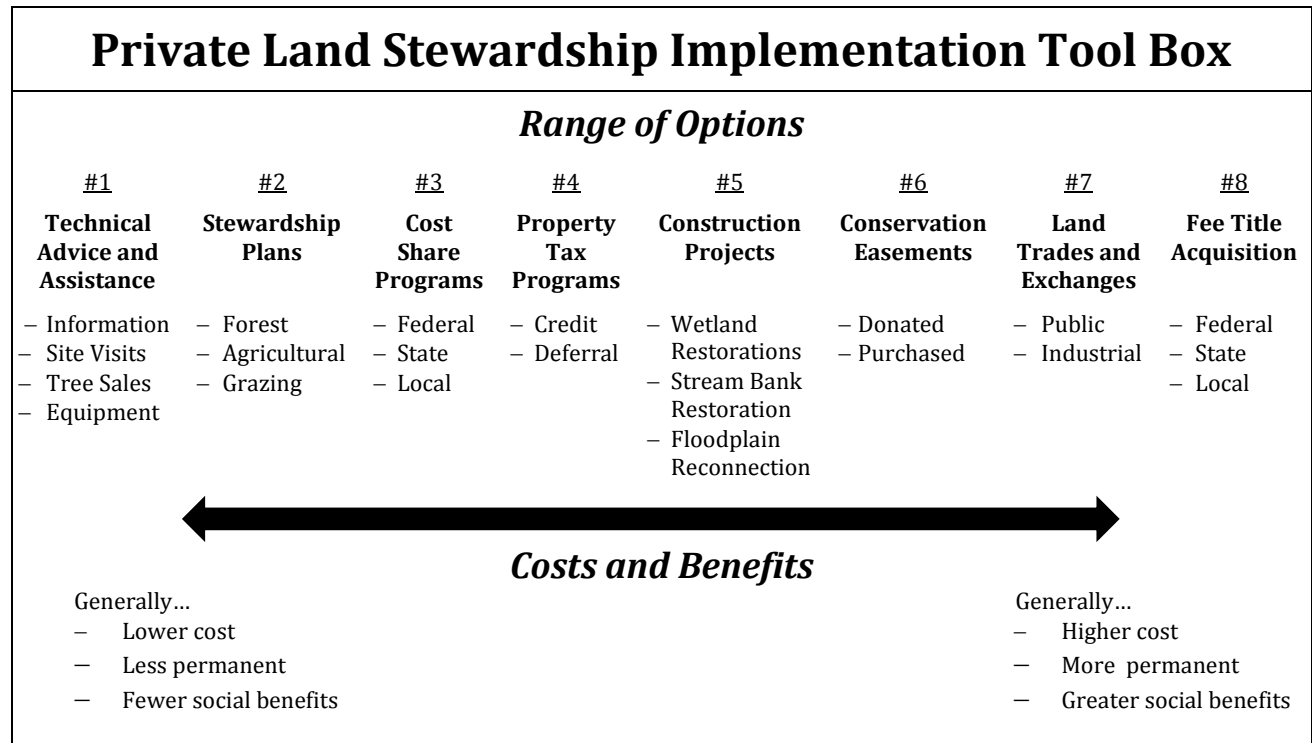 Private Land Stewardship Implementation Tool Box
Range of Options
#1
Technical
Advice and
Assistance
– Information
– Site Visits
– Tree Sales
– Equipment
#2
Stewardship
Plans
– Forest
– Agricultural
– Grazing
#3
Cost
Share
Programs
– Federal
– State
– Local
#4
Property
Tax
Programs
– Credit
– Deferral
#5
Construction
Projects
– Wetland
Restorations
– Stream Bank
Restoration
– Floodplain
Reconnection
#6
Conservation
Easements
– Donated
– Purchased
#7
Land
Trades and
Exchanges
– Public
– Industrial
#8
Fee Title
Acquisition
– Federal
– State
– Local
Costs and Benefits
Generally…
– Lower cost
– Less permanent
– Fewer social benefits
Generally…
– Higher cost
– More permanent
– Greater social benefits